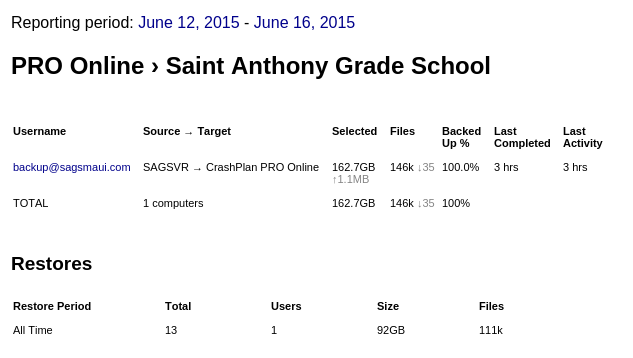 Reporting period: June 12, 2015 - June 16, 2015
PRO Online › Saint Anthony Grade School
Username Source → Target Selected Files Backed Up % Last Completed Last Activity
backup@sagsmaui.com SAGSVR → CrashPlan PRO Online 162.7GB ↑1.1MB 146k ↓35 100.0% 3 hrs 3 hrs
TOTAL 1 computers 162.7GB 146k ↓35 100%
Restores
Restore Period Total Users Size Files
All Time 13 1 92GB 111k